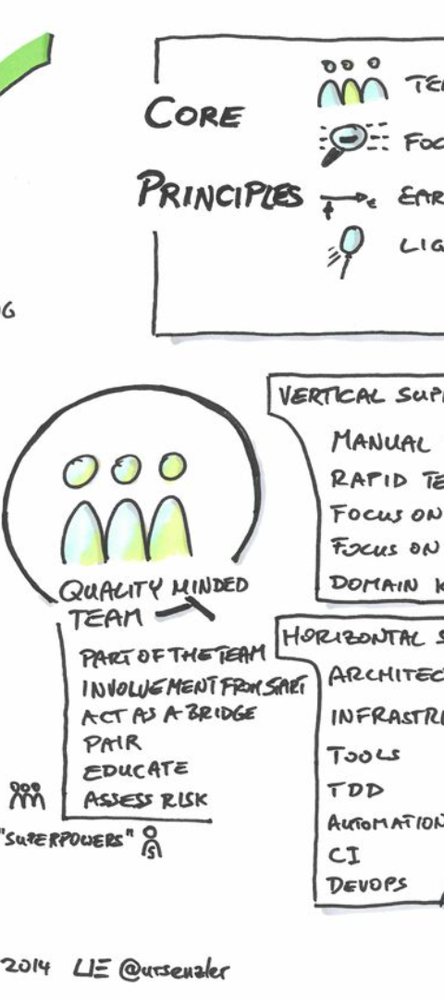 CORE
PRINCIPLES
TEA
FOC
EAR
LIG
G
VERTICAL SUP
MANUAL
RAPID TE
FOCUS ON
FOCUS ON
DOMAIN K
QUALITY MINDED
TEAM
PART OF THE TEAM
INVOLVEMENT FROM START
ACT AS A BRIDGE
PAIR
EDUCATE
ASSESS RISK
"SUPERPOWERS"
S
HORIZONTAL S
ARCHITEC
INFRASTR
TOOLS
TDD
AUTOMATION
CI
DEVOPS
2014 @ursenzler